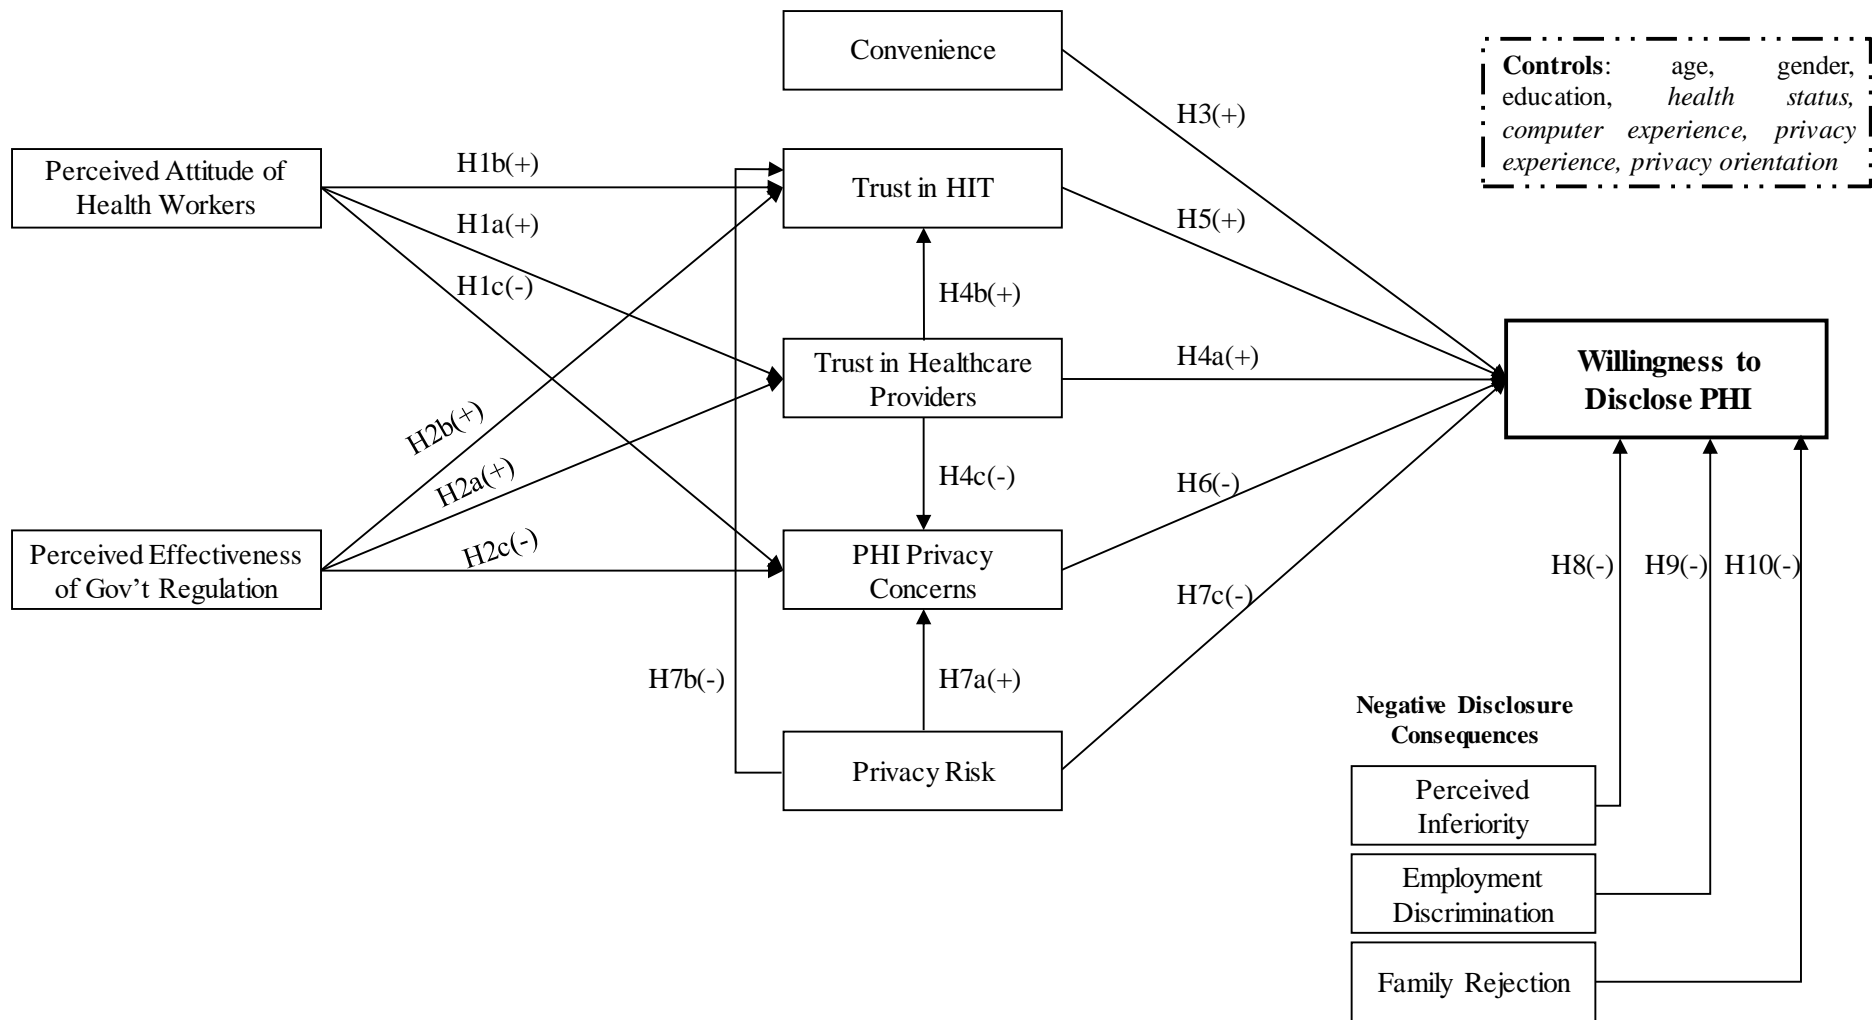 Convenience
Controls: age, gender,
education, health status,
computer experience, privacy
experience, privacy orientation
H3(+)
Perceived Attitude of
Health Workers
H1b(+)
Trust in HIT
H1a(+)
H5(+)
H1c(-)
H4b(+)
Trust in Healthcare
Providers
H4a(+)
Willingness to
Disclose PHI
H2b(+)
H2a(+)
H4c(-)
H6(-)
H2c(-)
Perceived Effectiveness
of Gov't Regulation
PHI Privacy
Concerns
H7c(-)
H8(-)
H9(-)
H10(-)
H7b(-)
H7a(+)
Privacy Risk
Negative Disclosure
Consequences
Perceived
Inferiority
Employment
Discrimination
Family Rejection